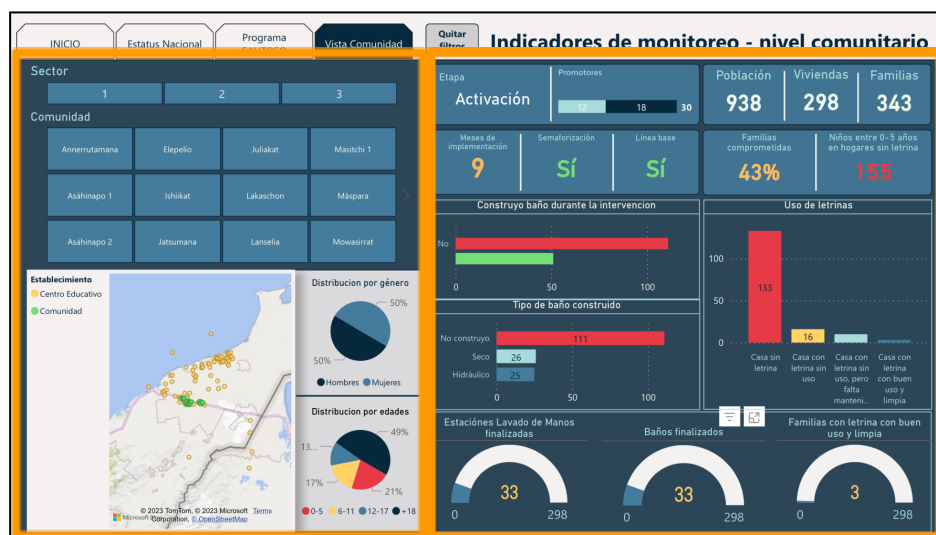 INICIO
Estatus Nacional
Programa
Vista Comunidad
Quitar
filtros
Indicadores de monitoreo - nivel comunitario
Sector
1
2
3
Comunidad
Annerrutamana
Elepelio
Juliakat
Masitchi 1
Asáhinapo 1
Ishiikat
Lakaschon
Máspara
Asáhinapo 2
Jatsumana
Lanselia
Mowasirrat
Establecimiento
Centro Educativo
Comunidad
© 2023 TomTom, © 2023 Microsoft Terms
Corporation, © OpenStreetMap
Distribucion por género
50%
50%
Hombres Mujeres
Distribucion por edades
49%
13...
17%
21%
0-5 6-11 12-17 +18
Etapa
Activación
Promotores
12 18 30
Población
938
Viviendas
298
Familias
343
Meses de
implementación
9
Semaforización
Sí
Línea base
Sí
Familias
comprometidas
43%
Niños entre 0-5 años
en hogares sin letrina
155
Construyo baño durante la intervencion
No
0 50 100
Tipo de baño construido
No construyo 111
Seco 26
Hidráulico 25
0 50 100
Uso de letrinas
100
50
0
133
16
Casa sin
letrina
Casa con
letrina sin
uso
Casa con
letrina sin
uso, pero
falta
manteni...
Casa con
letrina
con buen
uso y
limpia
Estaciónes Lavado de Manos
finalizadas
33
0 298
Baños finalizados
33
0 298
Familias con letrina con buen
uso y limpia
3
0 298